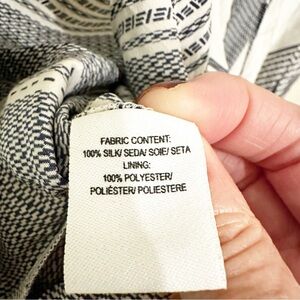 FABRIC CONTENT:
100% SILK/ SEDA/ SOIE/ SETA
LINING:
100% POLYESTER/
POLIÉSTER/ POLIESTERE